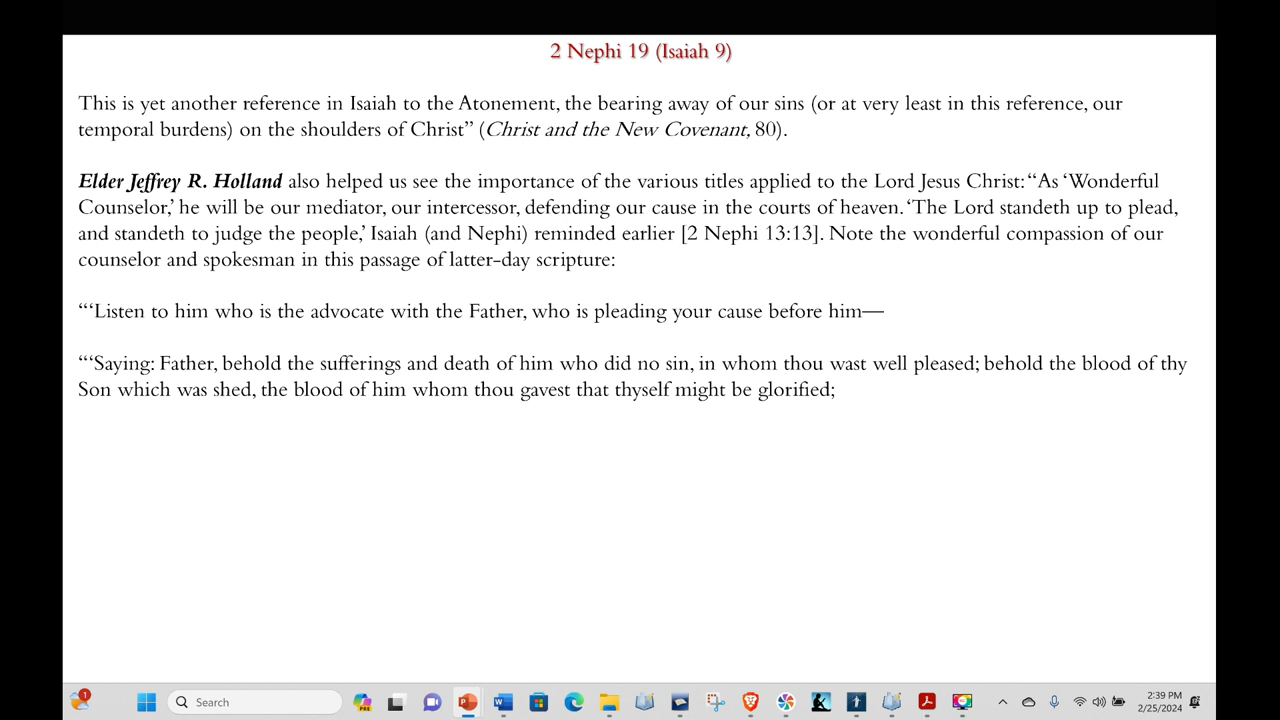 2 Nephi 19 (Isaiah 9)
This is yet another reference in Isaiah to the Atonement, the bearing away of our sins (or at very least in this reference, our
temporal burdens) on the shoulders of Christ” (Christ and the New Covenant, 80).
Elder Jeffrey R. Holland also helped us see the importance of the various titles applied to the Lord Jesus Christ: “As ‘Wonderful
Counselor,’ he will be our mediator, our intercessor, defending our cause in the courts of heaven. ‘The Lord standeth up to plead,
and standeth to judge the people,’ Isaiah (and Nephi) reminded earlier [2 Nephi 13:13]. Note the wonderful compassion of our
counselor and spokesman in this passage of latter-day scripture:
“‘Listen to him who is the advocate with the Father, who is pleading your cause before him—
“‘Saying: Father, behold the sufferings and death of him who did no sin, in whom thou wast well pleased; behold the blood of thy
Son which was shed, the blood of him whom thou gavest that thyself might be glorified;
1
Search
PRE
2:39 PM
2/25/2024